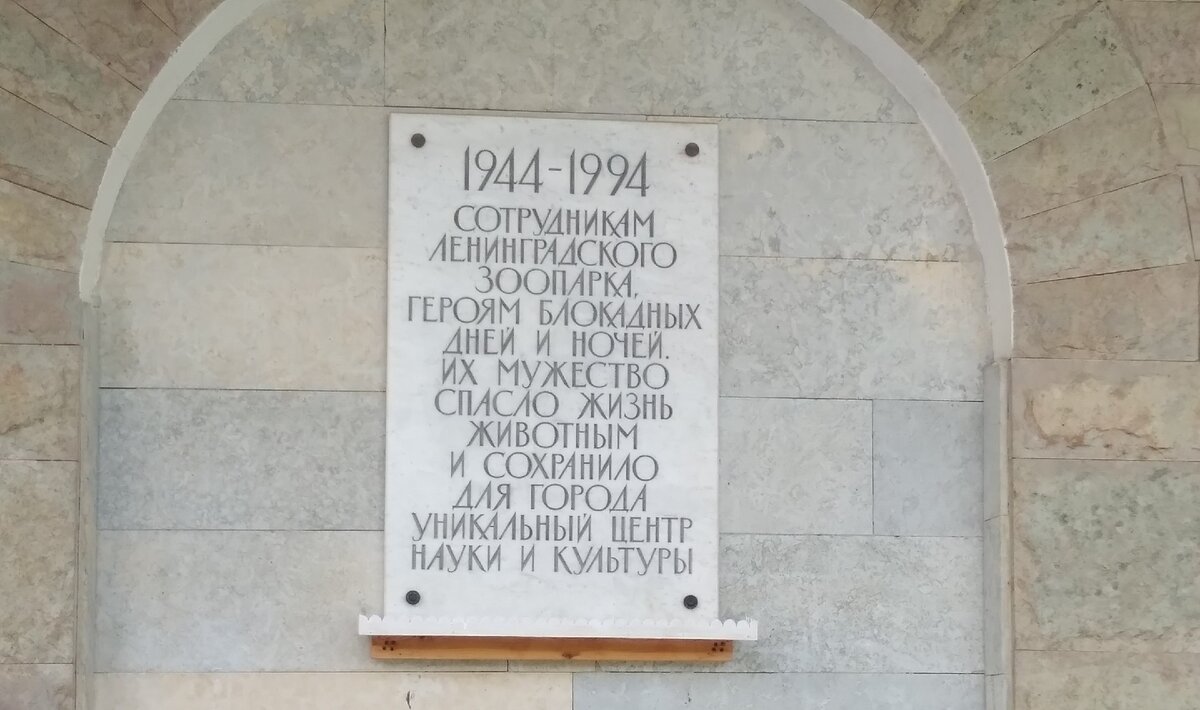 1944-1994
СОТРУДНИКАМ
ЛЕНИНГРАДСКОГО
ЗООПАРКА,
ГЕРОЯМ БЛОКАДНЫХ
ДНЕЙ И НОЧЕЙ.
ИХ МУЖЕСТВО
СПАСЛО ЖИЗНЬ
ЖИВОТНЫМ
И СОХРАНИЛО
ДЛЯ ГОРОДА
УНИКАЛЬНЫЙ ЦЕНТР
НАУКИ И КУЛЬТУРЫ